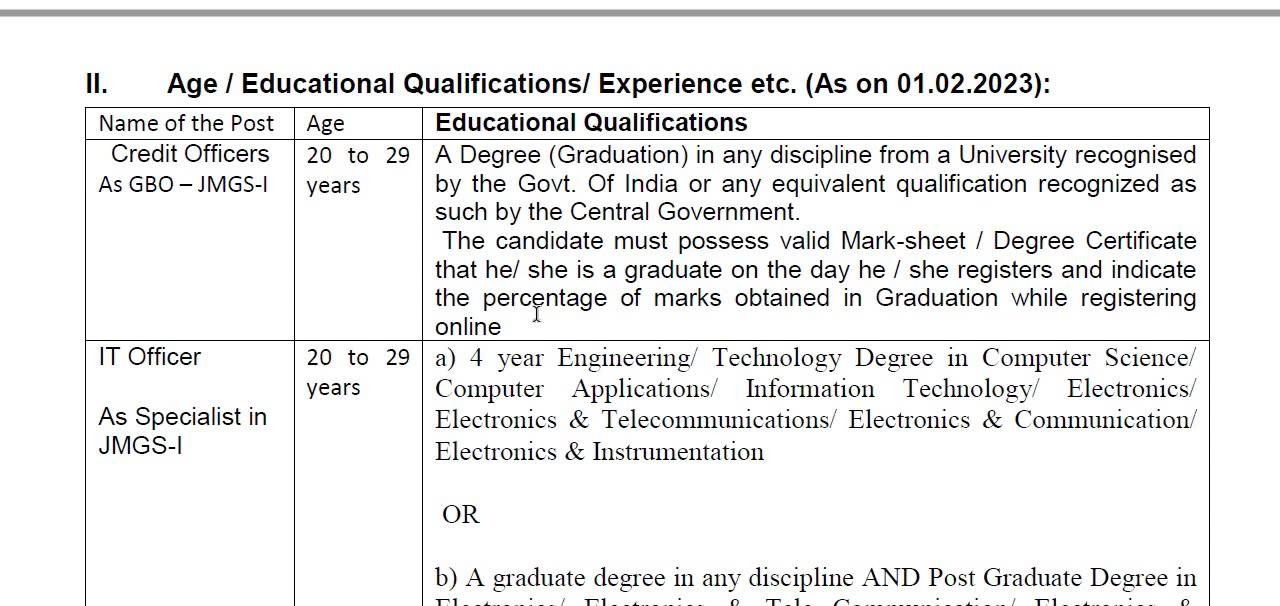 II. Age / Educational Qualifications/ Experience etc. (As on 01.02.2023):
Name of the Post Age Educational Qualifications
Credit Officers
As GBO – JMGS-I
20 to 29
years
A Degree (Graduation) in any discipline from a University recognised
by the Govt. Of India or any equivalent qualification recognized as
such by the Central Government.
The candidate must possess valid Mark-sheet / Degree Certificate
that he/ she is a graduate on the day he / she registers and indicate
the percentage of marks obtained in Graduation while registering
online
IT Officer
As Specialist in
JMGS-I
20 to 29
years
a) 4 year Engineering/ Technology Degree in Computer Science/
Computer Applications/ Information Technology/ Electronics/
Electronics & Telecommunications/ Electronics & Communication/
Electronics & Instrumentation
OR
b) A graduate degree in any discipline AND Post Graduate Degree in
Electronics/ Electronics & Tele Communication/ Electronics &